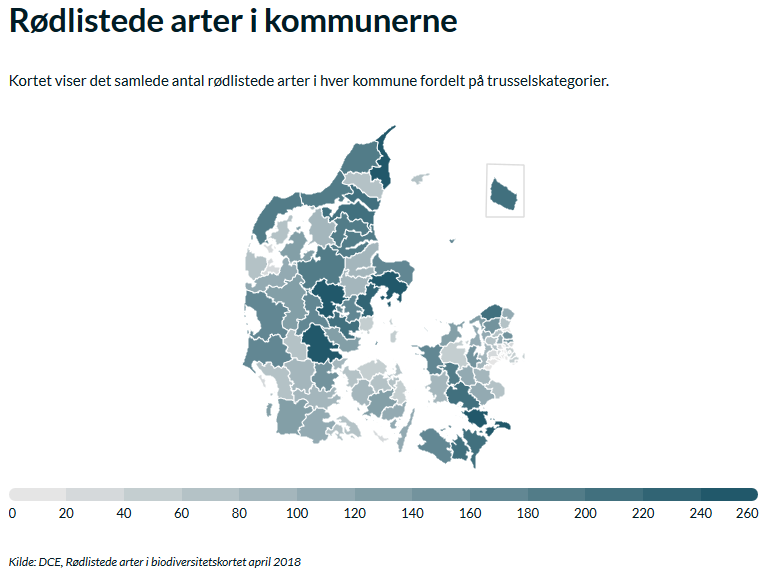 Rødlistede arter i kommunerne
Kortet viser det samlede antal rødlistede arter i hver kommune fordelt på trusselskategorier.
0 20 40 60 80 100 120 140 160 180 200 220 240 260
Kilde: DCE, Rødlistede arter i biodiversitetskortet april 2018